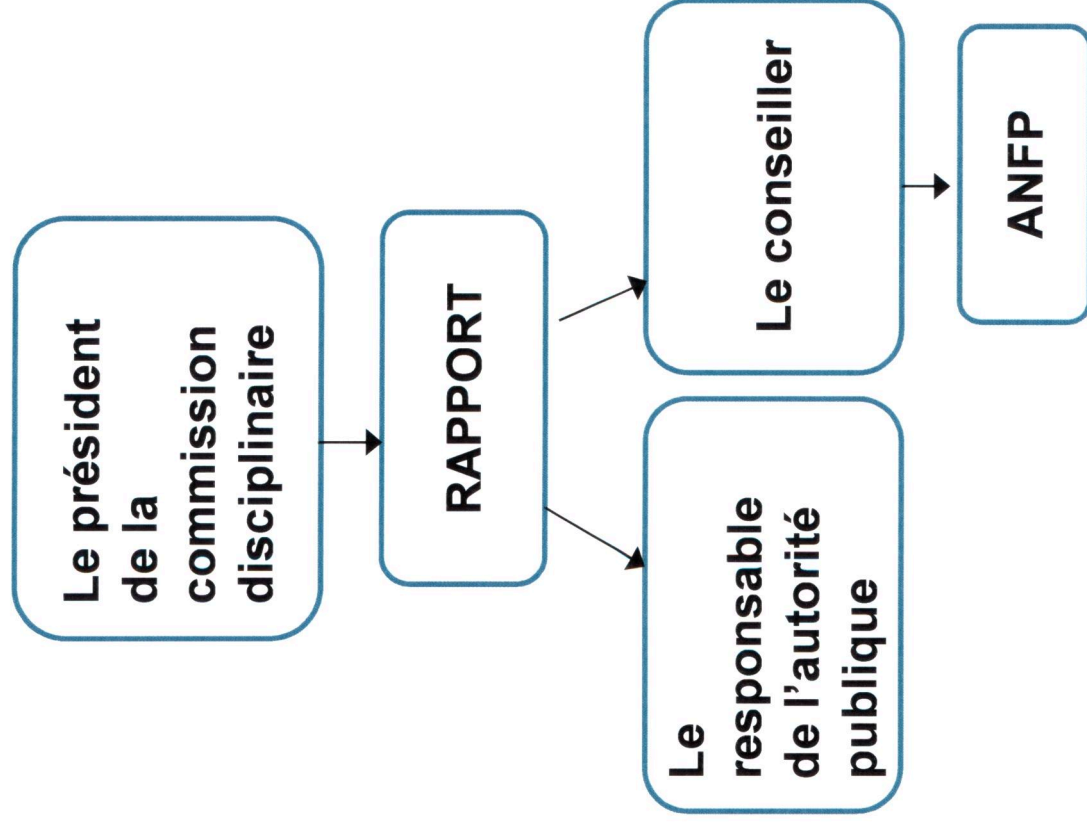 Le président
de la
commission
disciplinaire
RAPPORT
Le
responsable
de l'autorité
publique
Le conseiller
ANFP